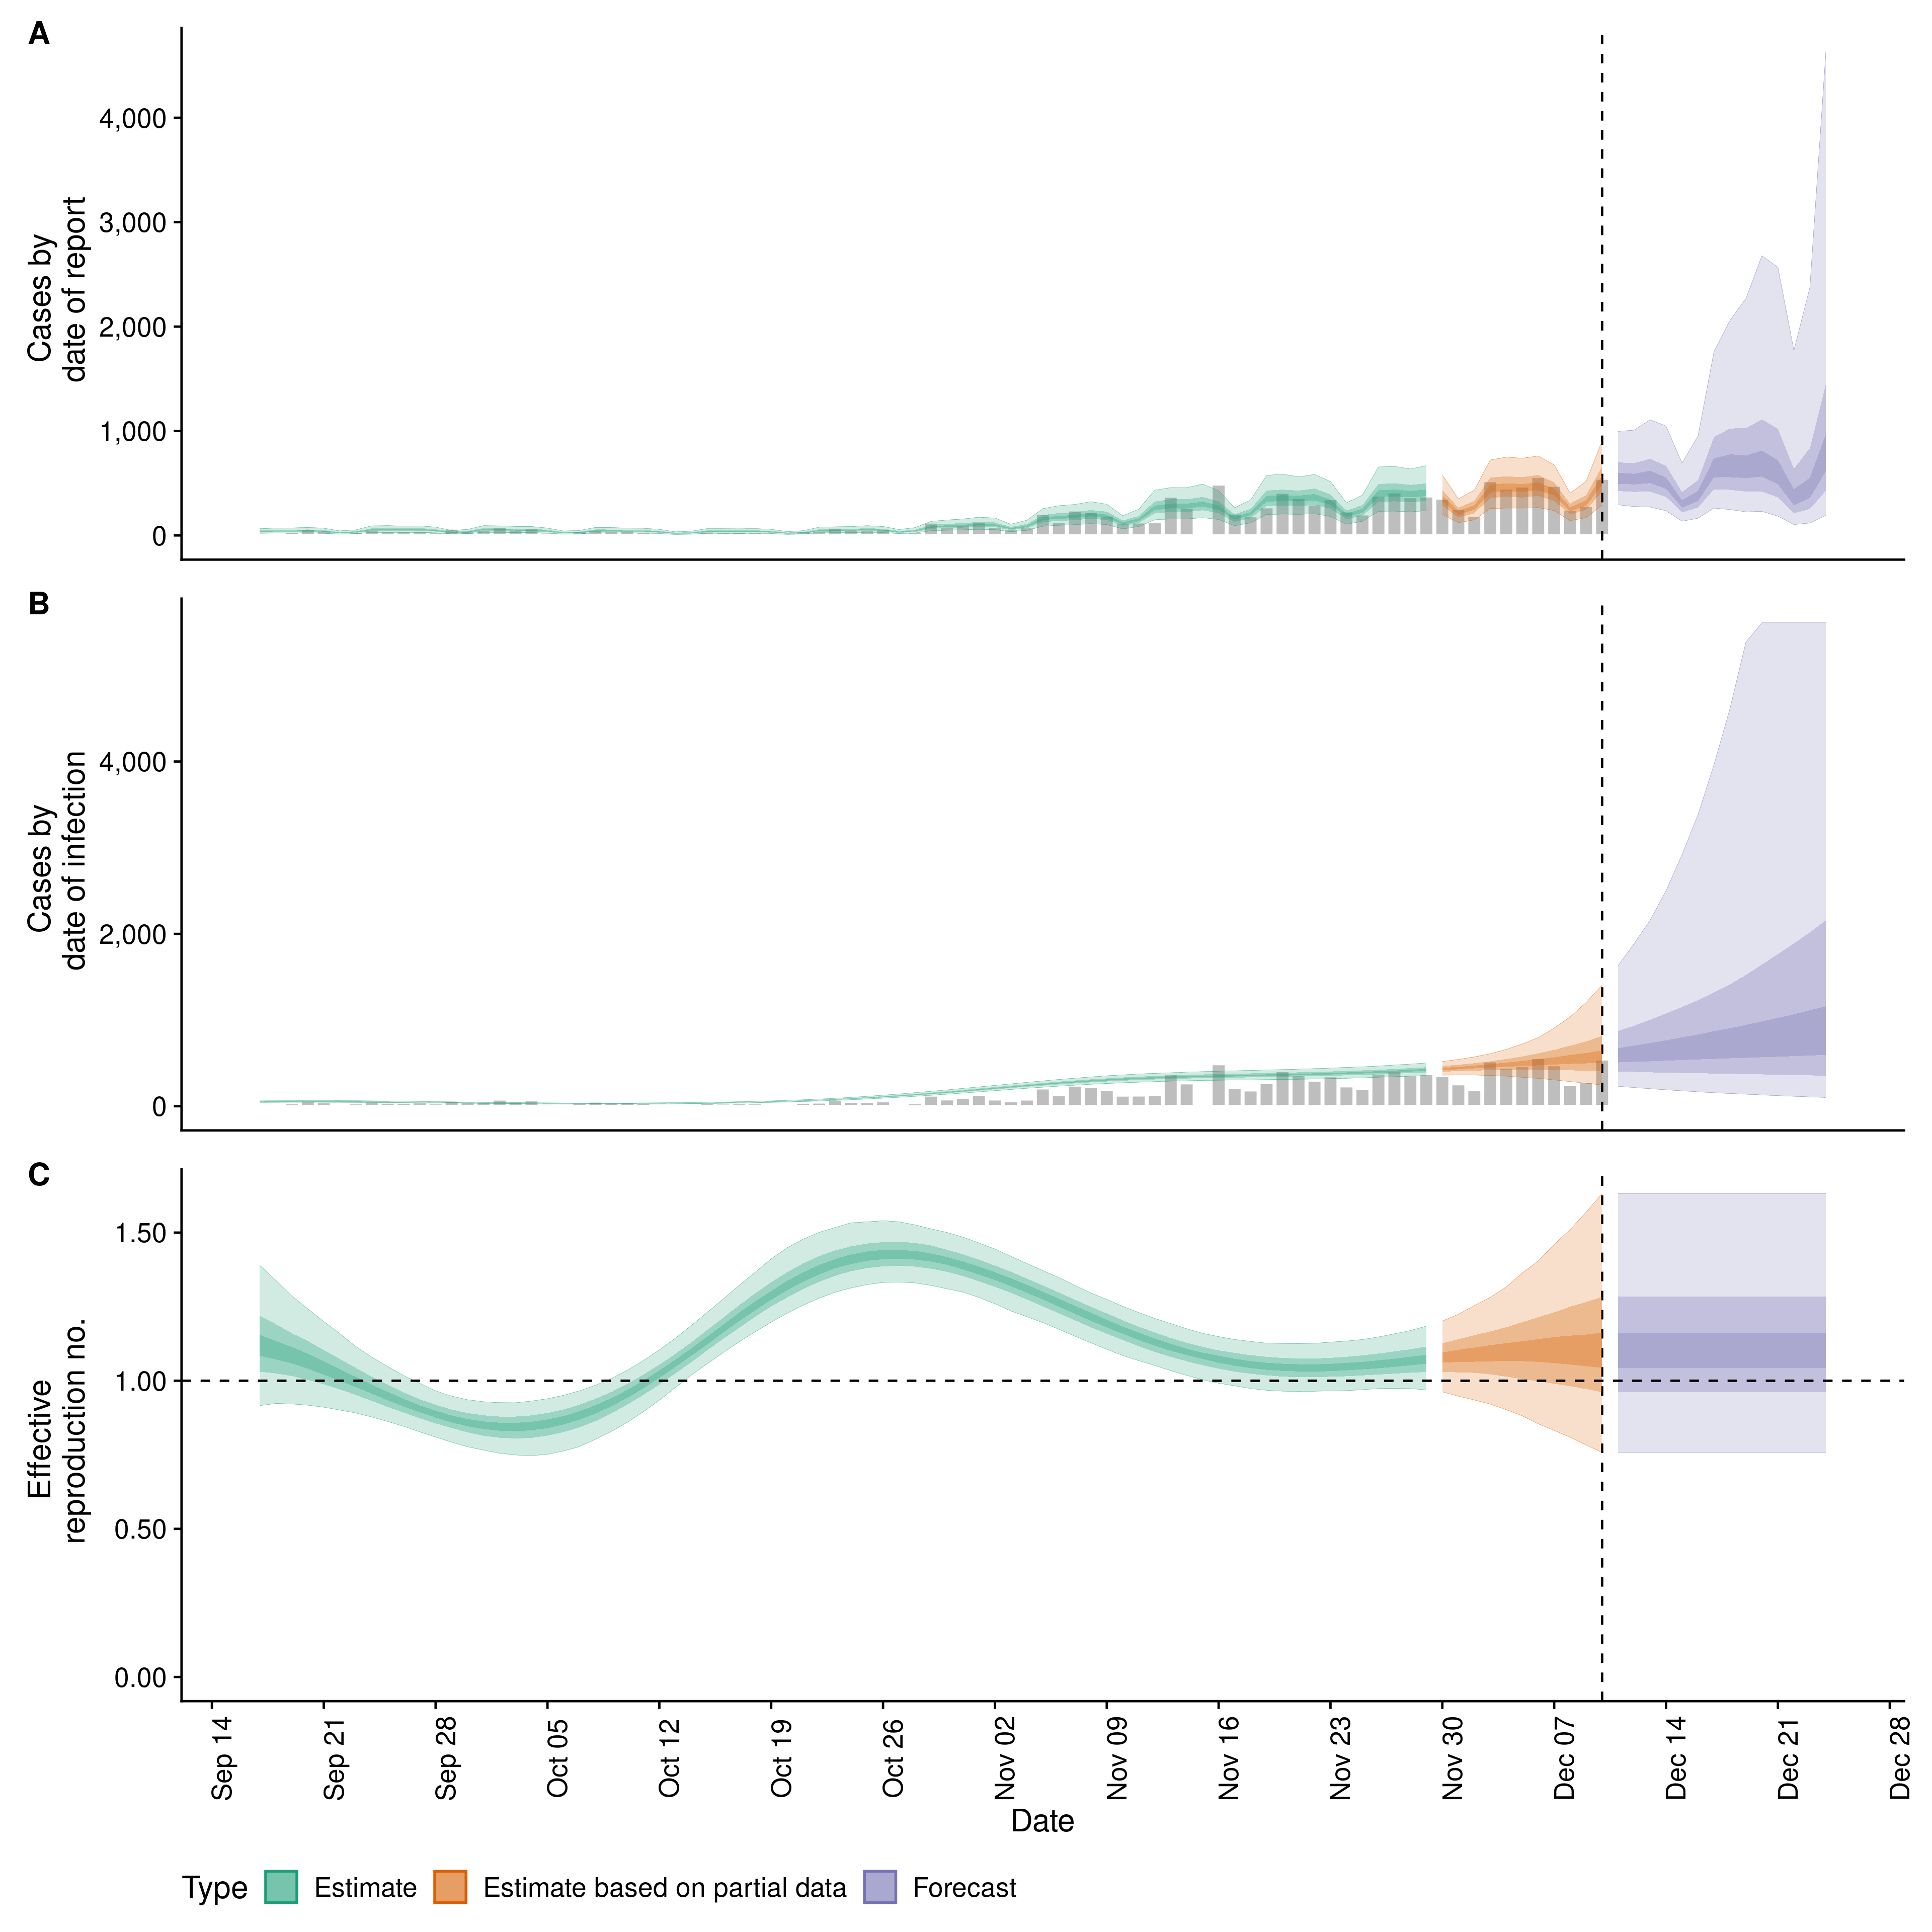 A
Cases by
date of report
4,000
3,000
2,000
1,000
0
B
Cases by
date of infection
4,000
2,000
0
C
Effective
reproduction no.
1.50
1.00
0.50
0.00
Sep 14
Sep 21
Sep 28
Oct 05
Oct 12
Oct 19
Oct 26
Nov 02
Nov 09
Nov 16
Nov 23
Nov 30
Dec 07
Dec 14
Dec 21
Dec 28
Date
Type Estimate Estimate based on partial data Forecast